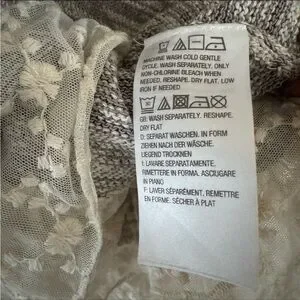 MACHINE WASH COLD GENTLE
CYCLE. WASH SEPARATELY. ONLY
NON-CHLORINE BLEACH WHEN
NEEDED, RESHAPE. DRY FLAT. LOW
IRON IF NEEDED
GB: WASH SEPARATELY. RESHAPE.
DRY FLAT
D: SEPARAT WASCHEN. IN FORM
ZIEHEN NACH DER WÄSCHE.
LIEGEND TROCKNEN
I: LAVARE SEPARATAMENTE.
RIMETTERE IN FORMA. ASCIUGARE
IN PIANO
F: LAVER SÉPARÉMENT. REMETTRE
EN FORME. SÉCHER À PLAT